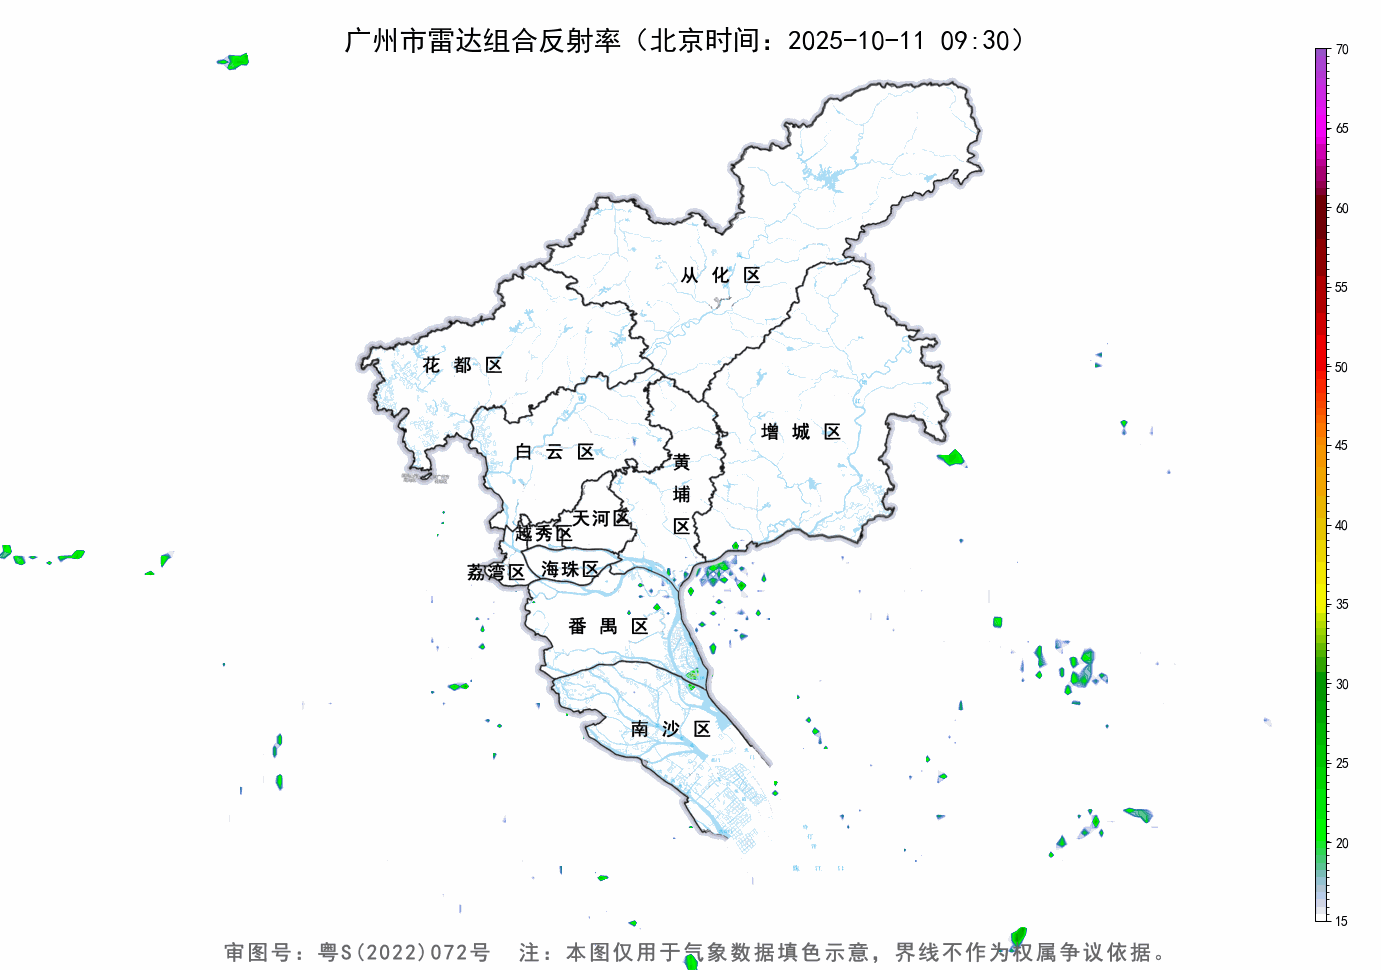 广州市雷达组合反射率（北京时间：2025-10-11 09:30）
70
65
60
55
50
45
40
35
30
25
20
15
从化区
花都区
增城区
白云区
黄埔区
天河区
越秀区
荔湾区
海珠区
番禺区
南沙区
审图号：粤S(2022)072号 注：本图仅用于气象数据填色示意，界线不作为权属争议依据。